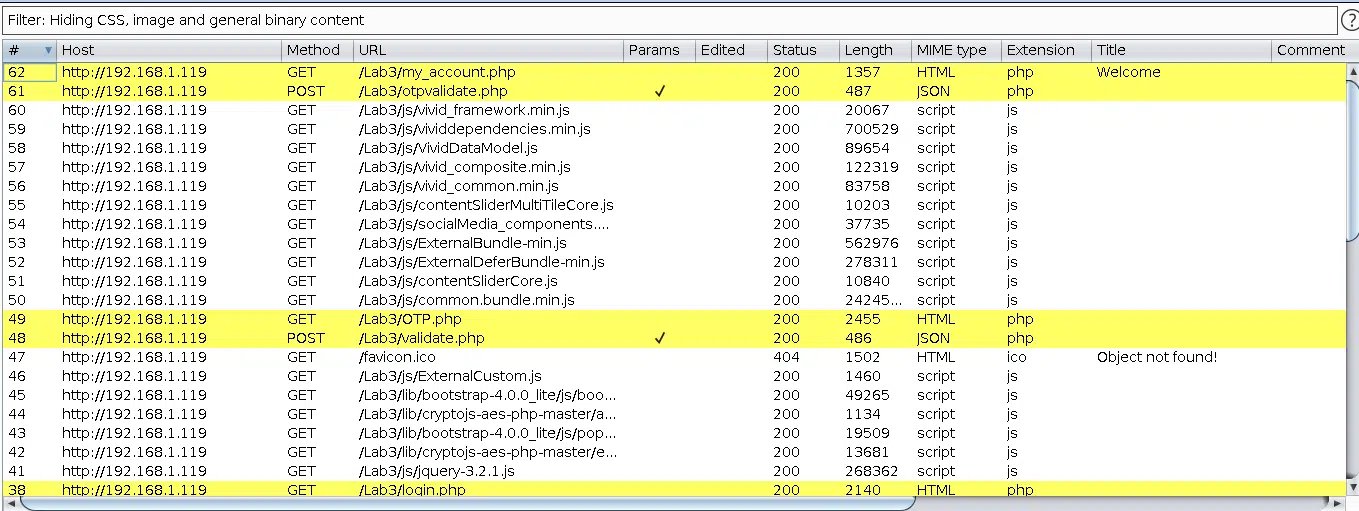 Filter: Hiding CSS, image and general binary content ?
# Host Method URL Params Edited Status Length MIME type Extension Title Comment
62 http://192.168.1.119 GET /Lab3/my_account.php 200 1357 HTML php Welcome
61 http://192.168.1.119 POST /Lab3/otpvalidate.php ✓ 200 487 JSON php
60 http://192.168.1.119 GET /Lab3/js/vivid_framework.min.js 200 20067 script js
59 http://192.168.1.119 GET /Lab3/js/vividdependencies.min.js 200 700529 script js
58 http://192.168.1.119 GET /Lab3/js/VividDataModel.js 200 89654 script js
57 http://192.168.1.119 GET /Lab3/js/vivid_composite.min.js 200 122319 script js
56 http://192.168.1.119 GET /Lab3/js/vivid_common.min.js 200 83758 script js
55 http://192.168.1.119 GET /Lab3/js/contentSliderMultiTileCore.js 200 10203 script js
54 http://192.168.1.119 GET /Lab3/js/socialMedia_components.... 200 37735 script js
53 http://192.168.1.119 GET /Lab3/js/ExternalBundle-min.js 200 562976 script js
52 http://192.168.1.119 GET /Lab3/js/ExternalDeferBundle-min.js 200 278311 script js
51 http://192.168.1.119 GET /Lab3/js/contentSliderCore.js 200 10840 script js
50 http://192.168.1.119 GET /Lab3/js/common.bundle.min.js 200 24245... script js
49 http://192.168.1.119 GET /Lab3/OTP.php 200 2455 HTML php
48 http://192.168.1.119 POST /Lab3/validate.php ✓ 200 486 JSON php
47 http://192.168.1.119 GET /favicon.ico 404 1502 HTML ico Object not found!
46 http://192.168.1.119 GET /Lab3/js/ExternalCustom.js 200 1460 script js
45 http://192.168.1.119 GET /Lab3/lib/bootstrap-4.0.0_lite/js/boo... 200 49265 script js
44 http://192.168.1.119 GET /Lab3/lib/cryptojs-aes-php-master/a... 200 1134 script js
43 http://192.168.1.119 GET /Lab3/lib/bootstrap-4.0.0_lite/js/pop... 200 19509 script js
42 http://192.168.1.119 GET /Lab3/lib/cryptojs-aes-php-master/e... 200 13681 script js
41 http://192.168.1.119 GET /Lab3/js/jquery-3.2.1.js 200 268362 script js
38 http://192.168.1.119 GET /Lab3/login.php 200 2140 HTML php